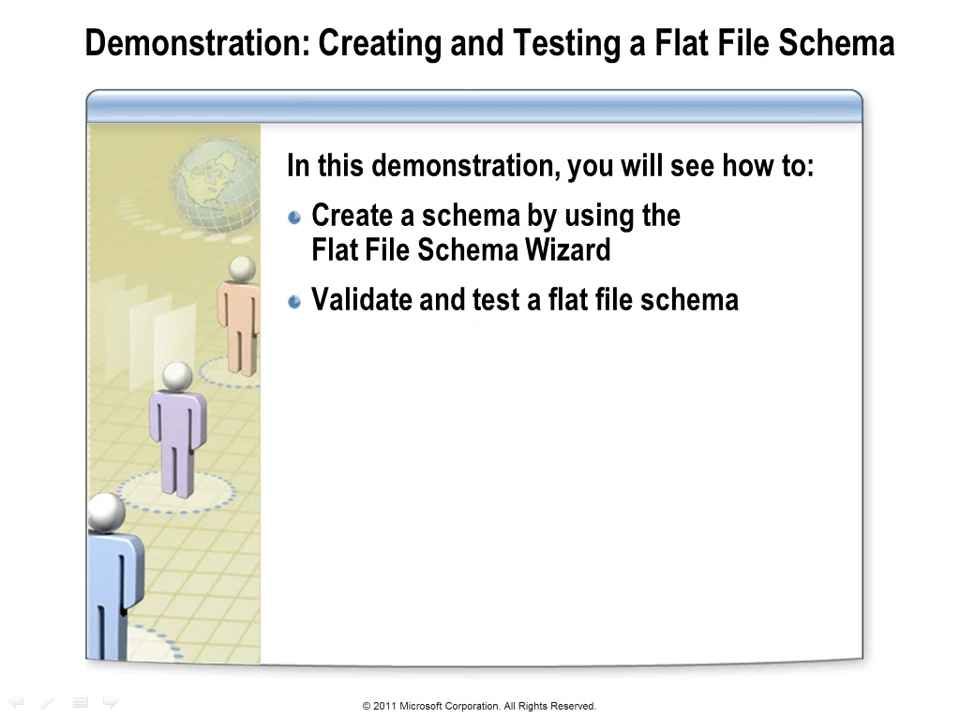 Demonstration: Creating and Testing a Flat File Schema
In this demonstration, you will see how to:
Create a schema by using the
Flat File Schema Wizard
Validate and test a flat file schema
© 2011 Microsoft Corporation. All Rights Reserved.